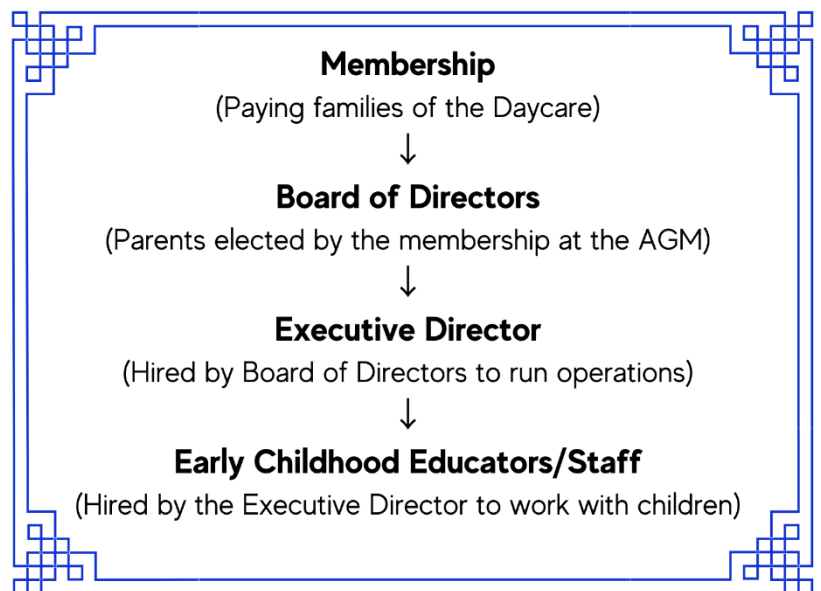 Membership
(Paying families of the Daycare)
↓
Board of Directors
(Parents elected by the membership at the AGM)
↓
Executive Director
(Hired by Board of Directors to run operations)
↓
Early Childhood Educators/Staff
(Hired by the Executive Director to work with children)